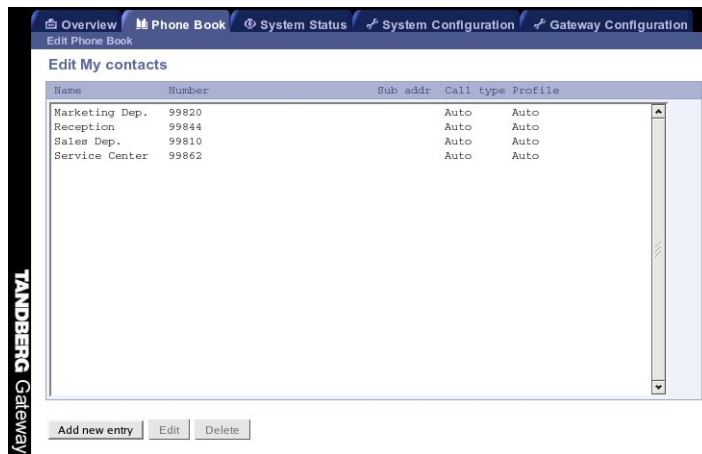 Overview Phone Book System Status System Configuration Gateway Configuration
Edit Phone Book
Edit My contacts
Name Number Sub addr Call type Profile
Marketing Dep. 99820 Auto Auto
Reception 99844 Auto Auto
Sales Dep. 99810 Auto Auto
Service Center 99862 Auto Auto
TANDBERG Gateway
Add new entry Edit Delete